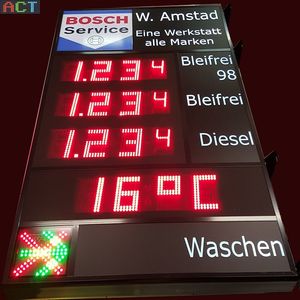 ACT
BOSCH
Service
W. Amstad
Eine Werkstatt
alle Marken
1.234 Bleifrei
98
1.234 Bleifrei
1.234 Diesel
16°C
Waschen